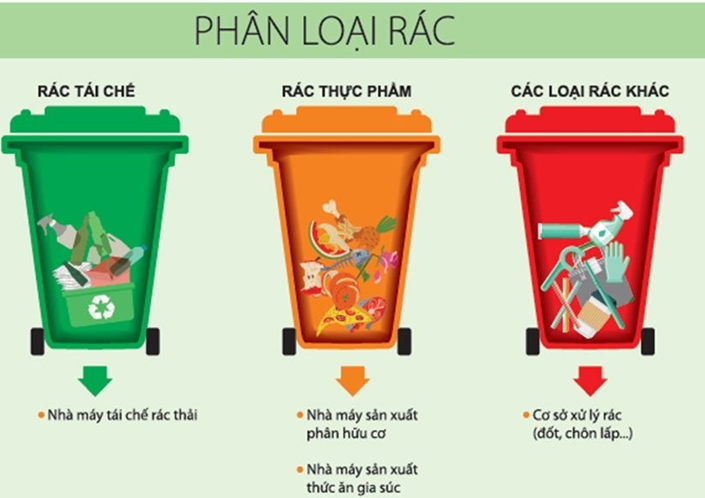 PHÂN LOẠI RÁC
RÁC TÁI CHẾ
RÁC THỰC PHẨM
CÁC LOẠI RÁC KHÁC
• Nhà máy tái chế rác thải
• Nhà máy sản xuất
phân hữu cơ
• Nhà máy sản xuất
thức ăn gia súc
• Cơ sở xử lý rác
(đốt, chôn lấp...)